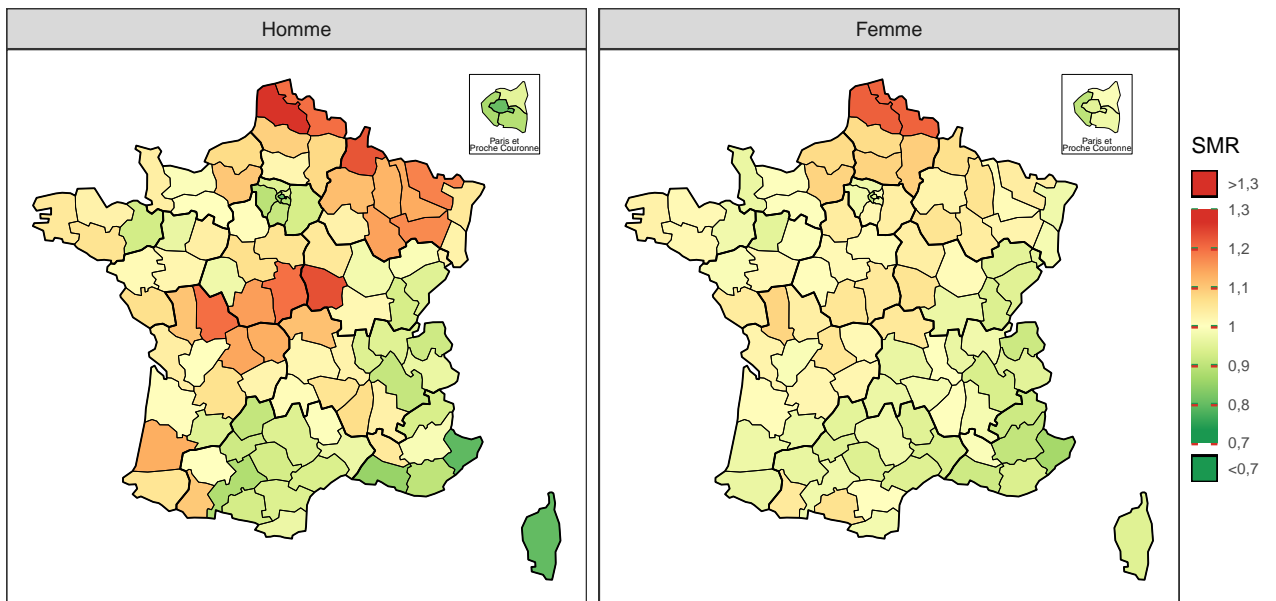 Homme
Femme
Paris et
Proche Couronne
Paris et
Proche Couronne
SMR
>1,3
1,3
1,2
1,1
1
0,9
0,8
0,7
<0,7